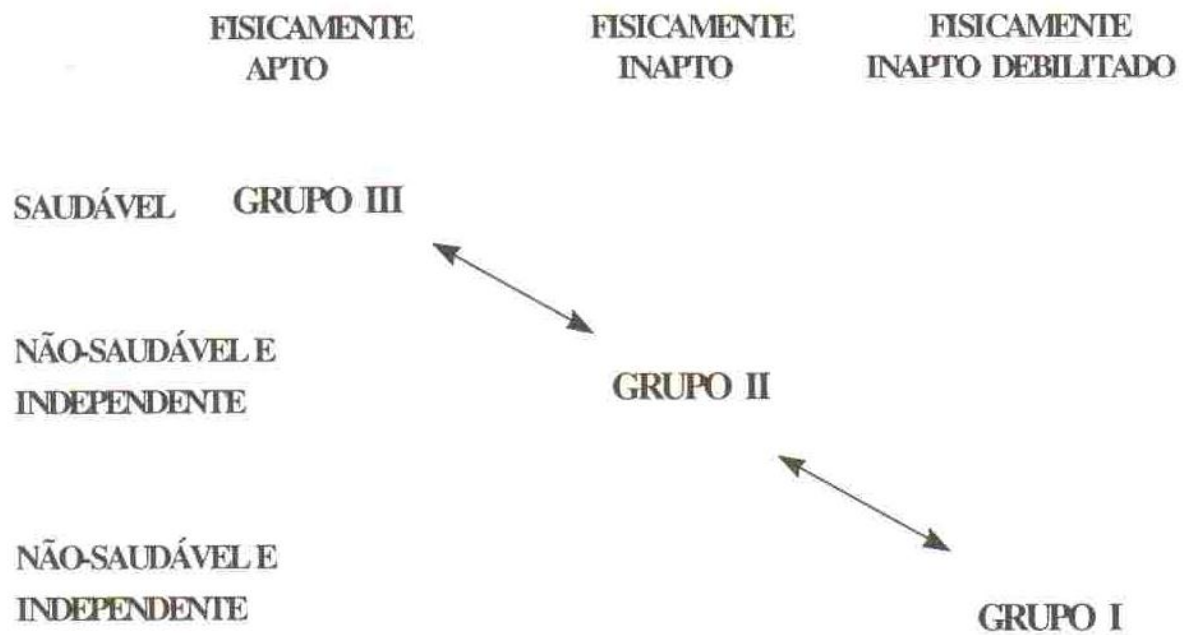 FISICAMENTE FISICAMENTE FISICAMENTE
APTO INAPTO INAPTO DEBILITADO
SAUDÁVEL GRUPO III
NÃO-SAUDÁVEL E
INDEPENDENTE
GRUPO II
NÃO-SAUDÁVEL E
INDEPENDENTE
GRUPO I